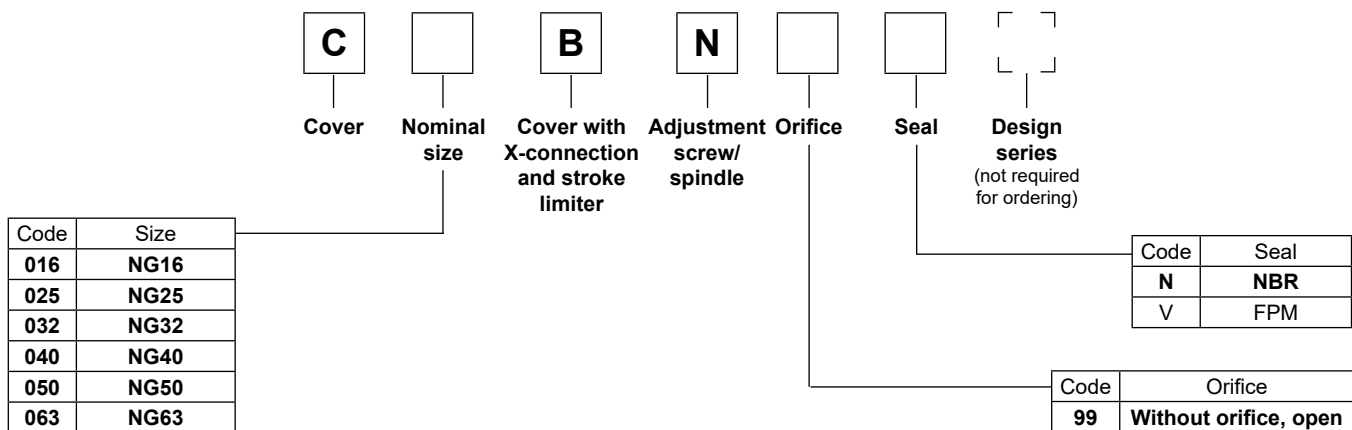 C B N
Cover Nominal Cover with Adjustment Orifice Seal Design
size X-connection screw/ series
and stroke spindle (not required
limiter for ordering)
Code Size
016 NG16
025 NG25
032 NG32
040 NG40
050 NG50
063 NG63
Code Seal
N NBR
V FPM
Code Orifice
99 Without orifice, open